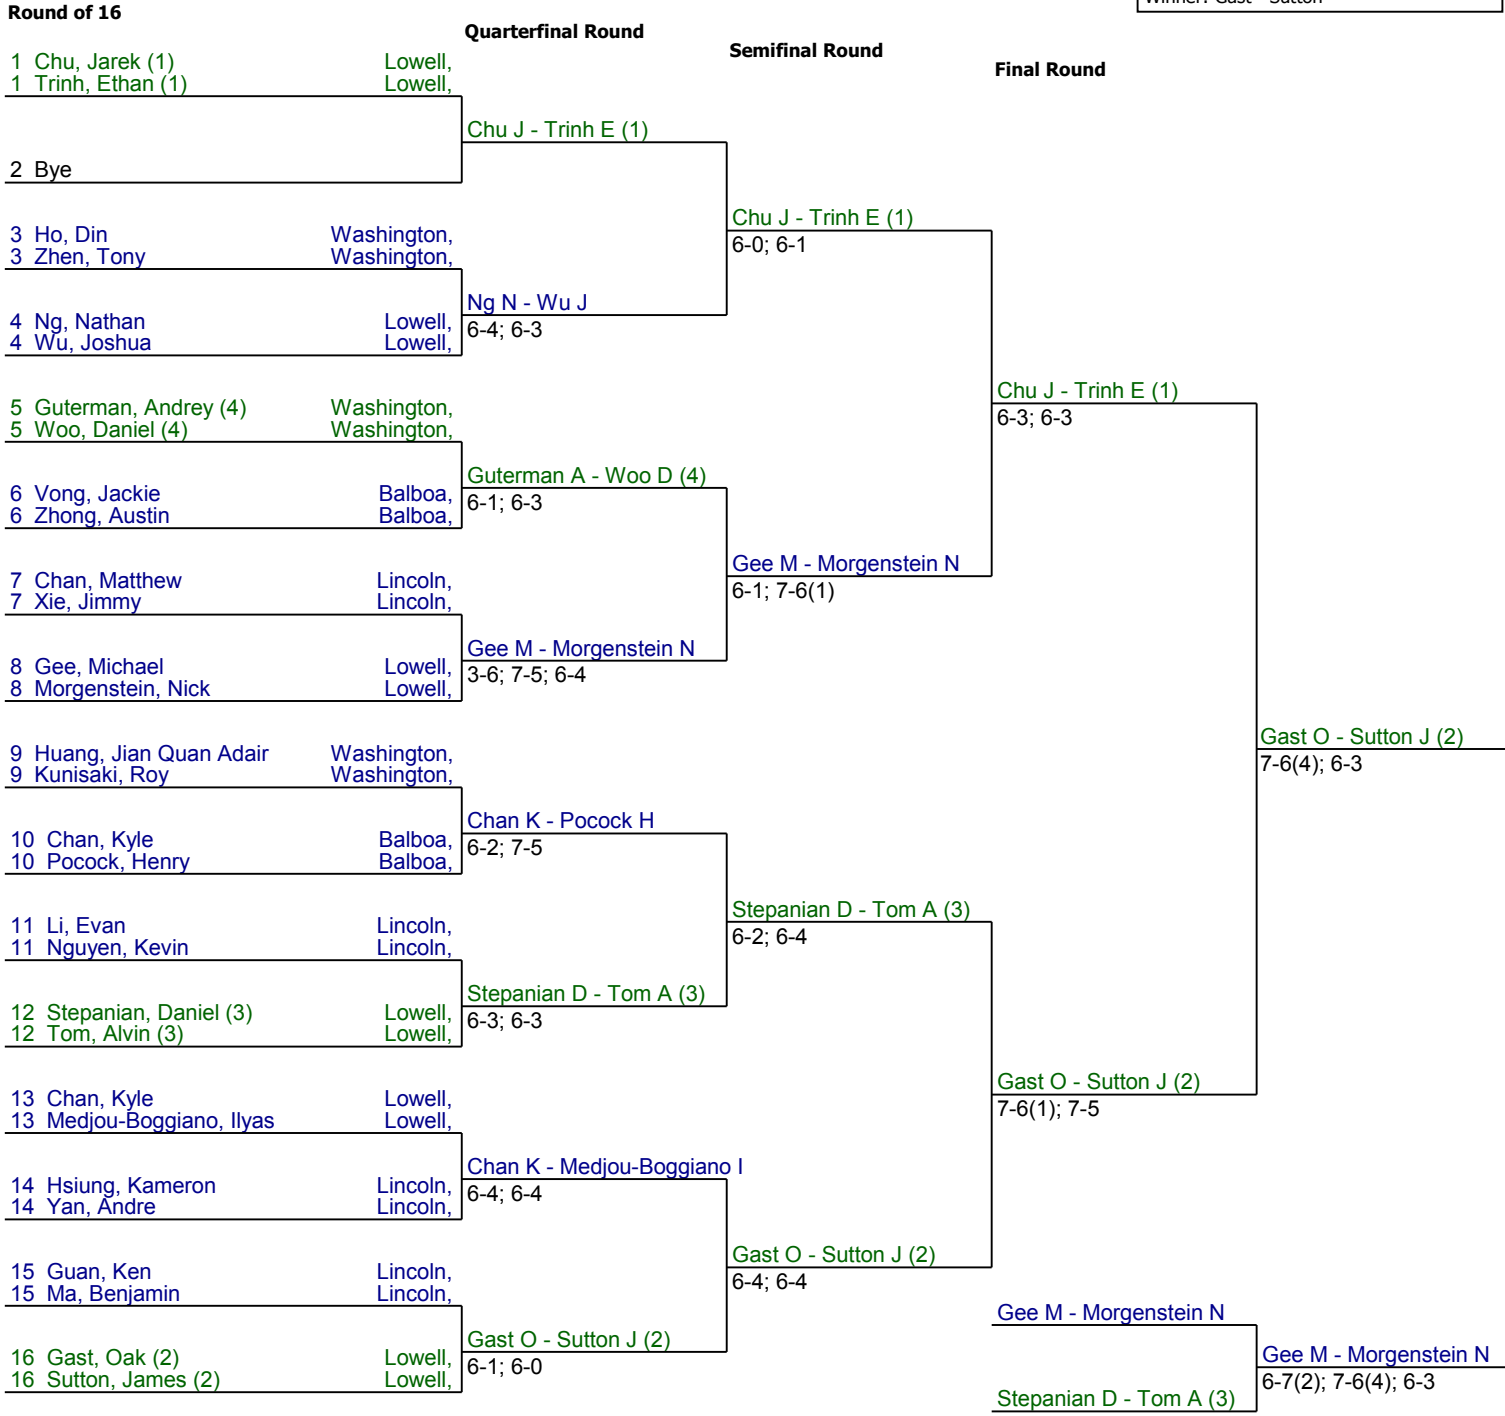 Winner: Gast - Sutton
Round of 16
Quarterfinal Round
Semifinal Round
Final Round
1 Chu, Jarek (1) Lowell,
1 Trinh, Ethan (1) Lowell,
Chu J - Trinh E (1)
2 Bye
Chu J - Trinh E (1)
6-0; 6-1
3 Ho, Din Washington,
3 Zhen, Tony Washington,
Ng N - Wu J
6-4; 6-3
4 Ng, Nathan Lowell,
4 Wu, Joshua Lowell,
Chu J - Trinh E (1)
6-3; 6-3
5 Guterman, Andrey (4) Washington,
5 Woo, Daniel (4) Washington,
Guterman A - Woo D (4)
6-1; 6-3
6 Vong, Jackie Balboa,
6 Zhong, Austin Balboa,
Gee M - Morgenstein N
6-1; 7-6(1)
7 Chan, Matthew Lincoln,
7 Xie, Jimmy Lincoln,
Gee M - Morgenstein N
3-6; 7-5; 6-4
8 Gee, Michael Lowell,
8 Morgenstein, Nick Lowell,
Gast O - Sutton J (2)
7-6(4); 6-3
9 Huang, Jian Quan Adair Washington,
9 Kunisaki, Roy Washington,
Chan K - Pocock H
6-2; 7-5
10 Chan, Kyle Balboa,
10 Pocock, Henry Balboa,
Stepanian D - Tom A (3)
6-2; 6-4
11 Li, Evan Lincoln,
11 Nguyen, Kevin Lincoln,
Stepanian D - Tom A (3)
6-3; 6-3
12 Stepanian, Daniel (3) Lowell,
12 Tom, Alvin (3) Lowell,
Gast O - Sutton J (2)
7-6(1); 7-5
13 Chan, Kyle Lowell,
13 Medjou-Boggiano, Ilyas Lowell,
Chan K - Medjou-Boggiano I
6-4; 6-4
14 Hsiung, Kameron Lincoln,
14 Yan, Andre Lincoln,
Gast O - Sutton J (2)
6-4; 6-4
15 Guan, Ken Lincoln,
15 Ma, Benjamin Lincoln,
Gast O - Sutton J (2)
6-1; 6-0
16 Gast, Oak (2) Lowell,
16 Sutton, James (2) Lowell,
Gee M - Morgenstein N
Gee M - Morgenstein N
6-7(2); 7-6(4); 6-3
Stepanian D - Tom A (3)